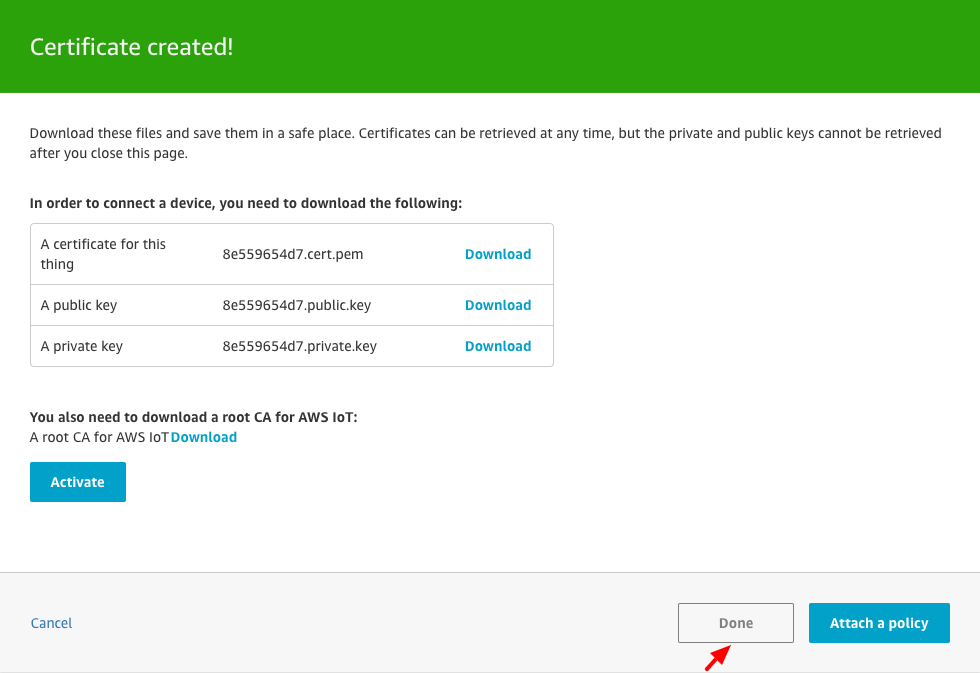 Certificate created!
Download these files and save them in a safe place. Certificates can be retrieved at any time, but the private and public keys cannot be retrieved
after you close this page.
In order to connect a device, you need to download the following:
A certificate for this
thing
8e559654d7.cert.pem
Download
A public key
8e559654d7.public.key
Download
A private key
8e559654d7.private.key
Download
You also need to download a root CA for AWS IoT:
A root CA for AWS IoT Download
Activate
Cancel
Done
Attach a policy